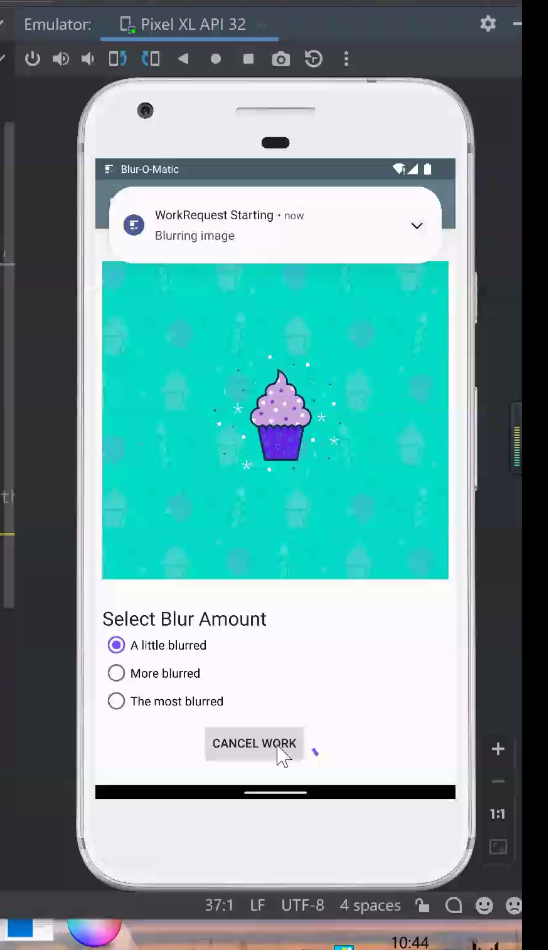 Emulator: Pixel XL API 32
Blur-O-Matic
WorkRequest Starting • now
Blurring image
Select Blur Amount
A little blurred
More blurred
The most blurred
CANCEL WORK
1:1
37:1 LF UTF-8 4 spaces
10:44